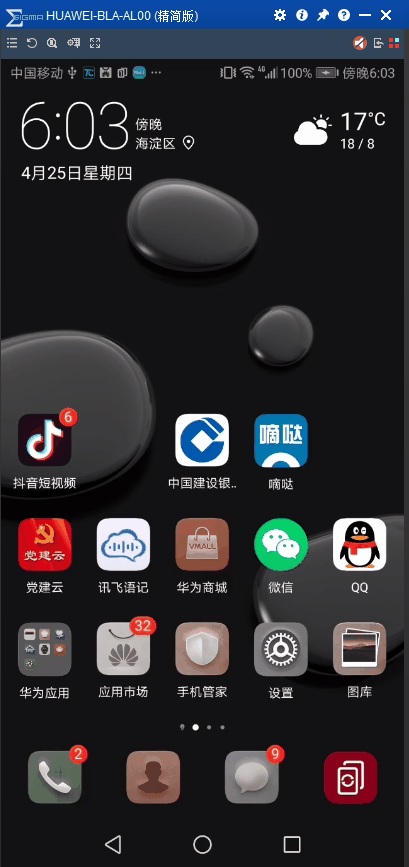 SIGMA HUAWEI-BLA-AL00 (精简版)
中国移动 100% 傍晚6:03
6:03 傍晚 17°C
海淀区 18 / 8
4月25日星期四
6
嘀哒
抖音短视频 中国建设银.. 嘀哒
党建云 VMALL
党建云 讯飞语记 华为商城 微信 QQ
32
HUAWEI
华为应用 应用市场 手机管家 设置 图库
2 9